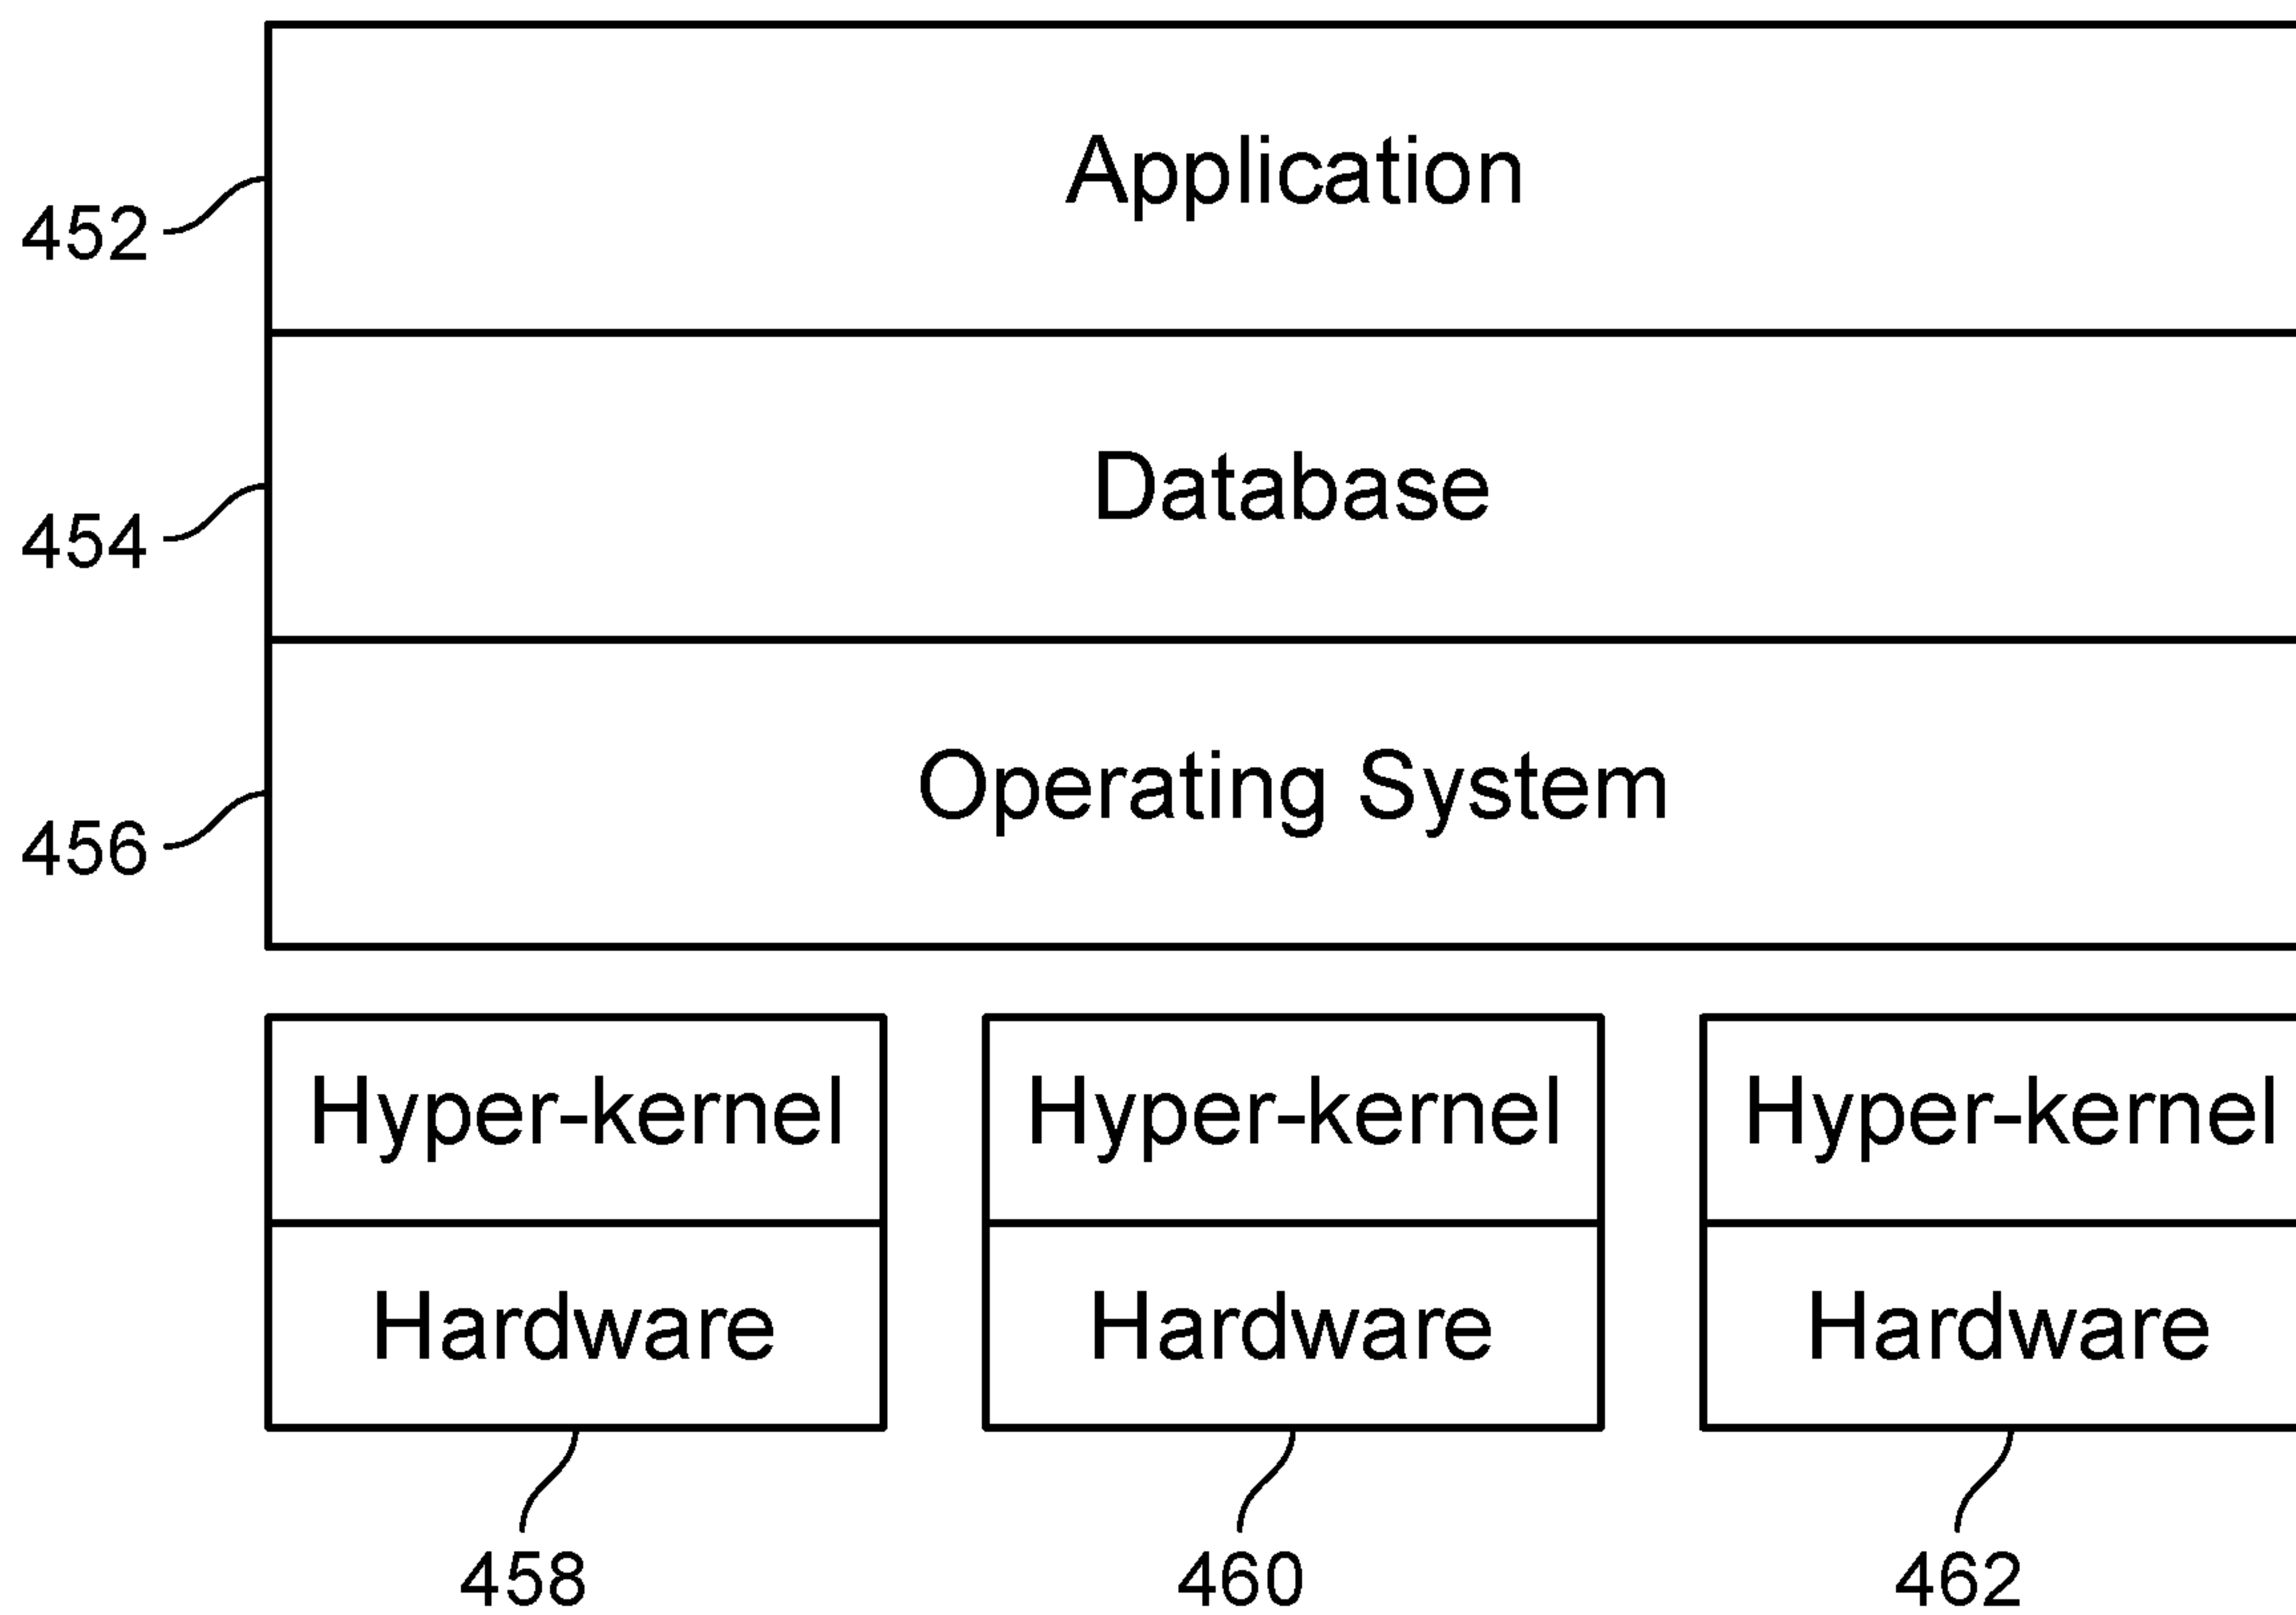 Application
452
Database
454
Operating System
456
Hyper-kernel Hyper-kernel Hyper-kernel
Hardware Hardware Hardware
458 460 462